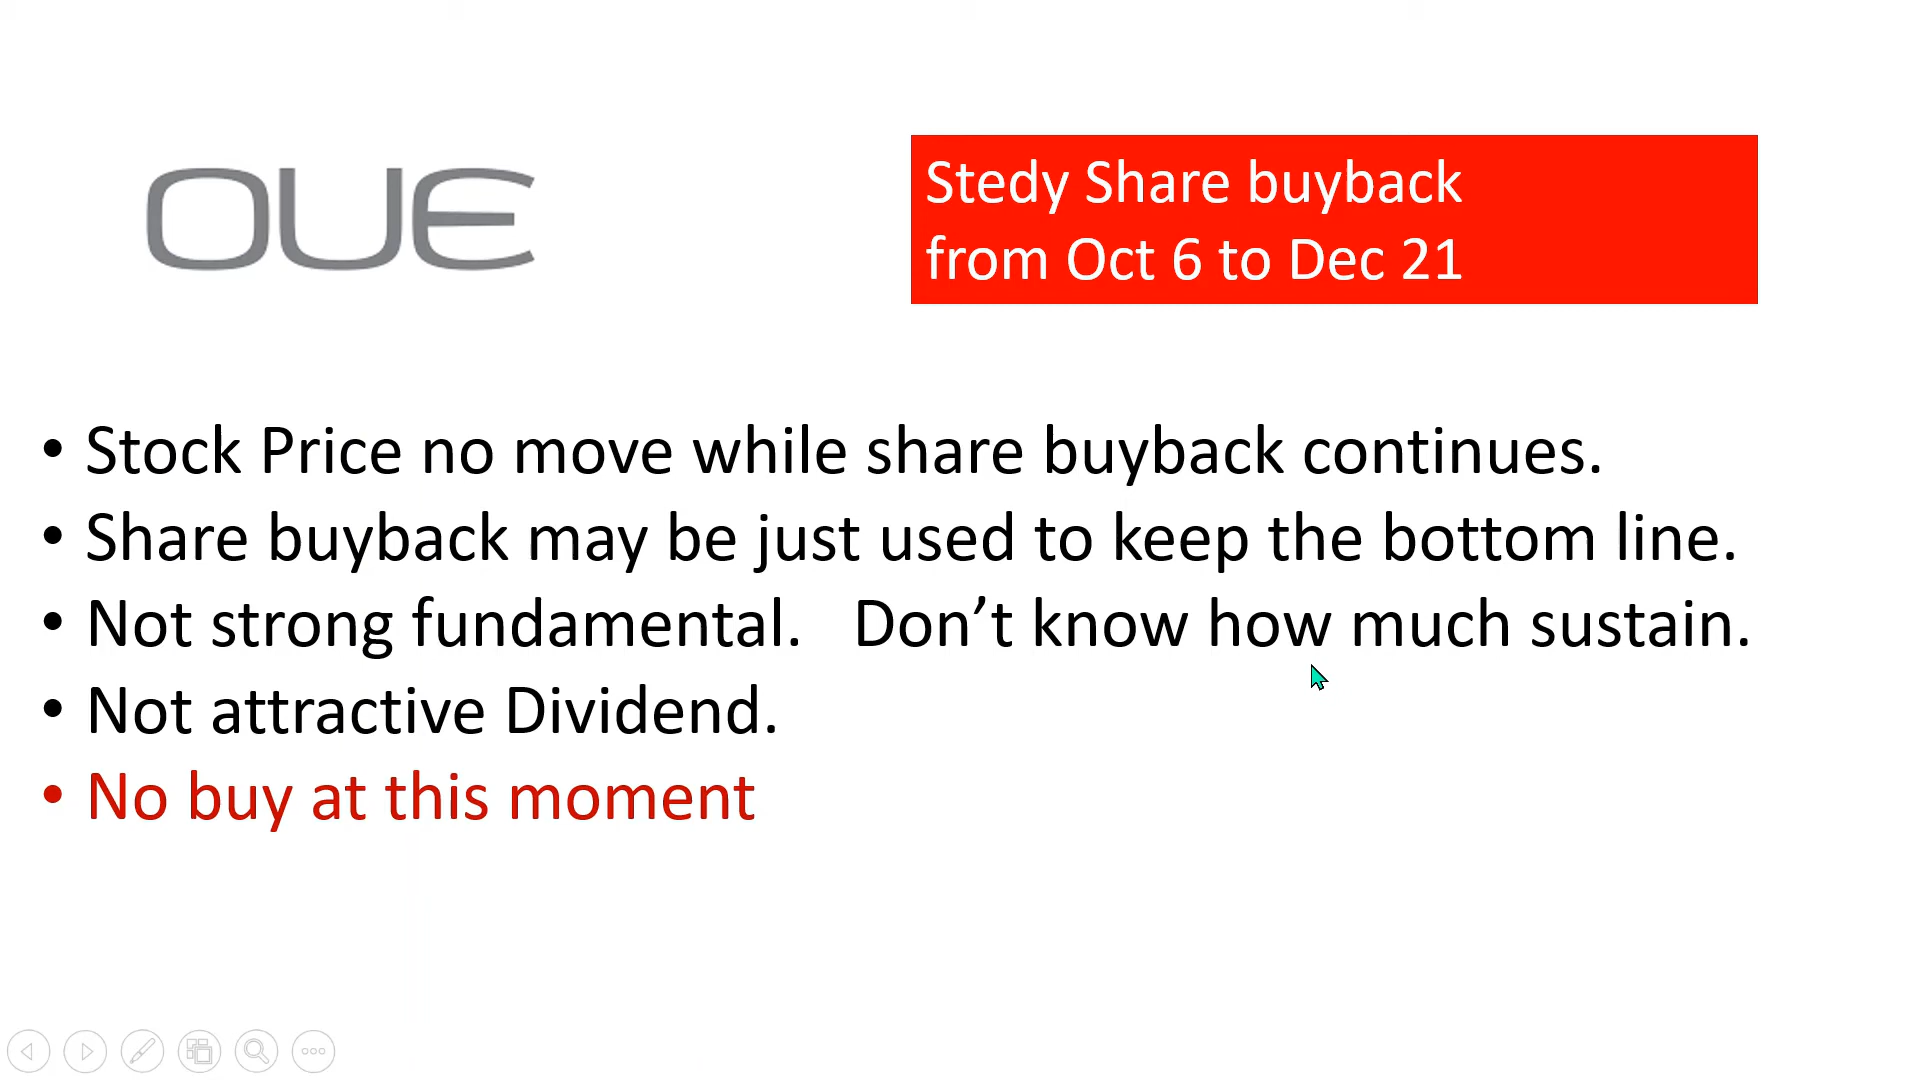 OUE
Stedy Share buyback
from Oct 6 to Dec 21
• Stock Price no move while share buyback continues.
• Share buyback may be just used to keep the bottom line.
• Not strong fundamental.   Don’t know how much sustain.
• Not attractive Dividend.
• No buy at this moment